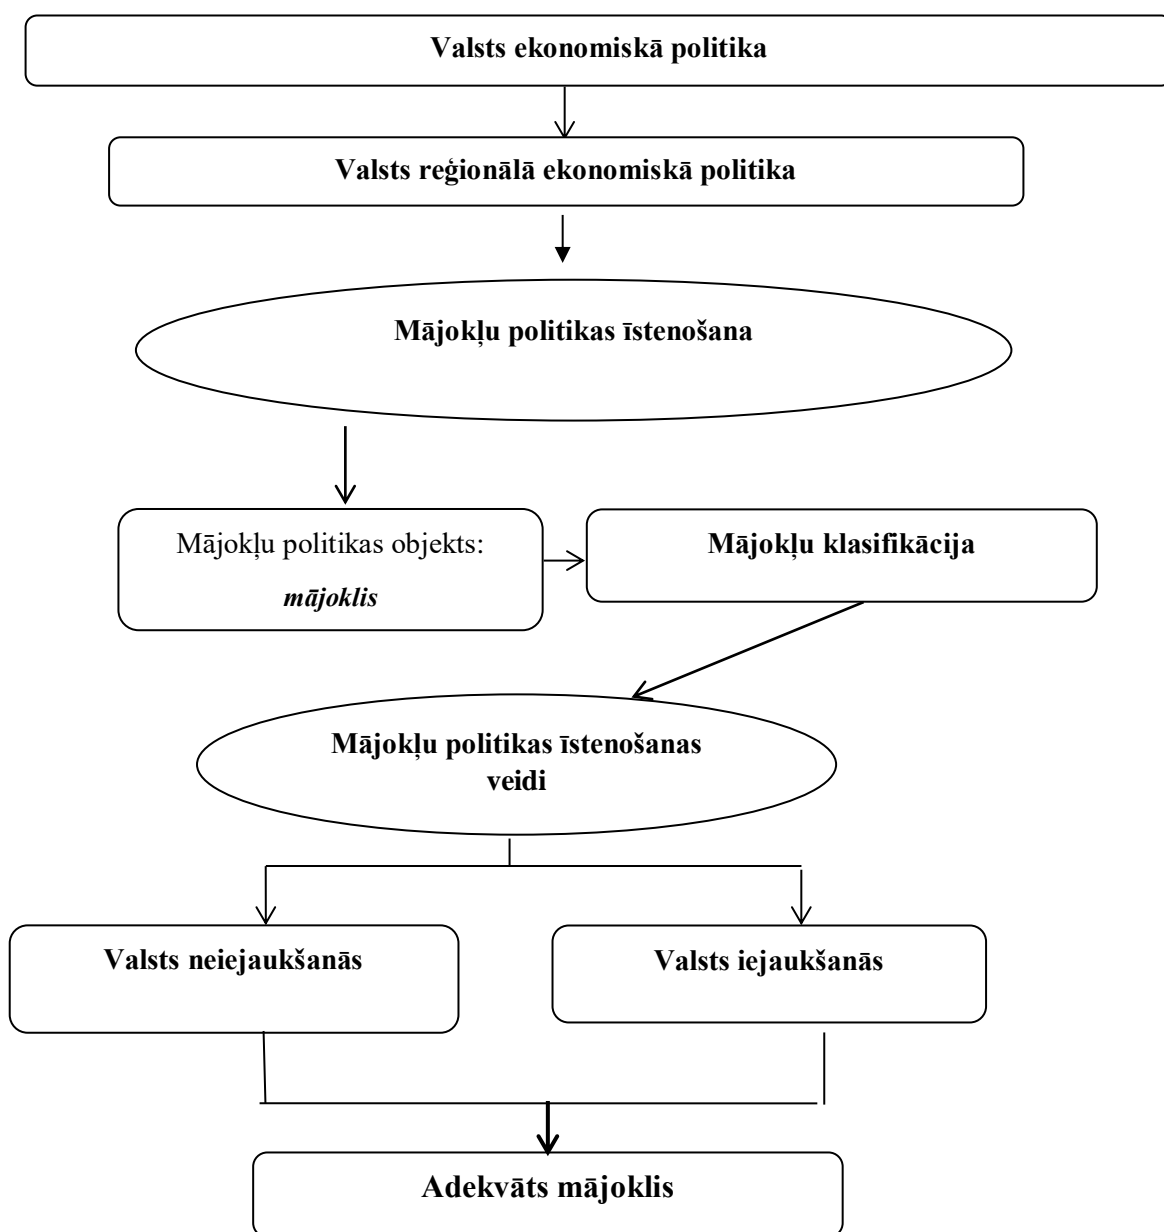 Valsts ekonomiskā politika
Valsts reģionālā ekonomiskā politika
Mājokļu politikas īstenošana
Mājokļu politikas objekts:
mājoklis
Mājokļu klasifikācija
Mājokļu politikas īstenošanas
veidi
Valsts neiejaukšanās
Valsts iejaukšanās
Adekvāts mājoklis